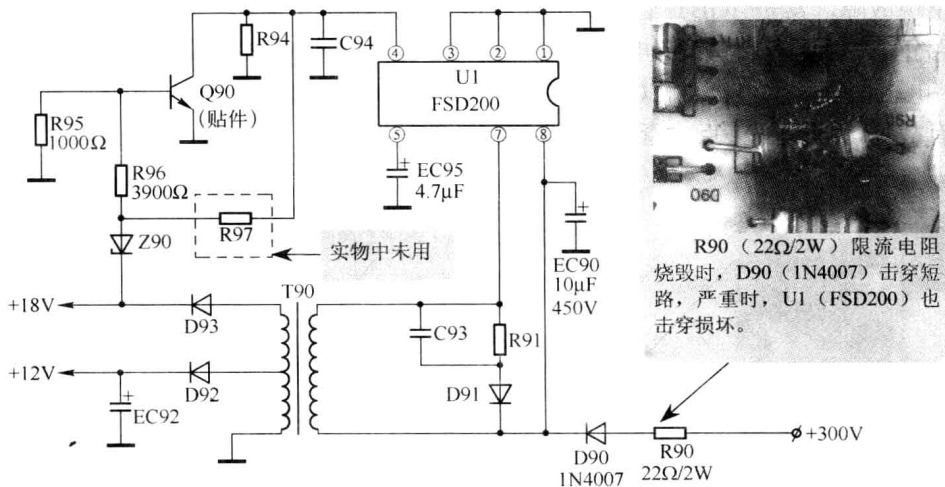 R94
C94
④
③
②
①
U1
FSD200
Q90
(贴件)
R95
1000Ω
⑤
⑦
⑧
R96
3900Ω
EC95
4.7μF
R97
Z90
实物中未用
EC90
10μF
450V
D90
R90（22Ω/2W）限流电阻
烧毁时，D90（1N4007）击穿短
路，严重时，U1（FSD200）也
击穿损坏。
+18V
T90
D93
C93
R91
+12V
D92
D91
EC92
+300V
D90
1N4007
R90
22Ω/2W